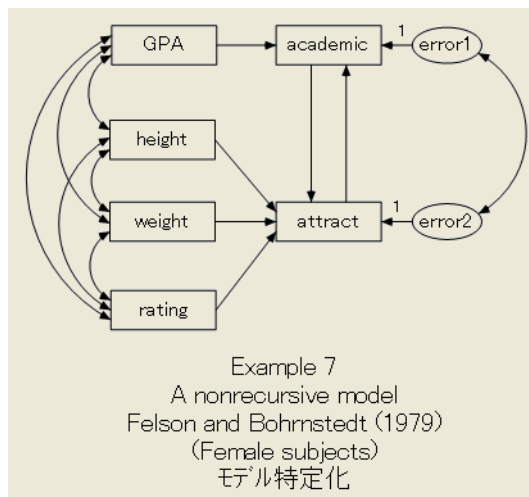 GPA
academic
1
error1
height
weight
attract
1
error2
rating
Example 7
A nonrecursive model
Felson and Bohrnstedt (1979)
(Female subjects)
モデル特定化